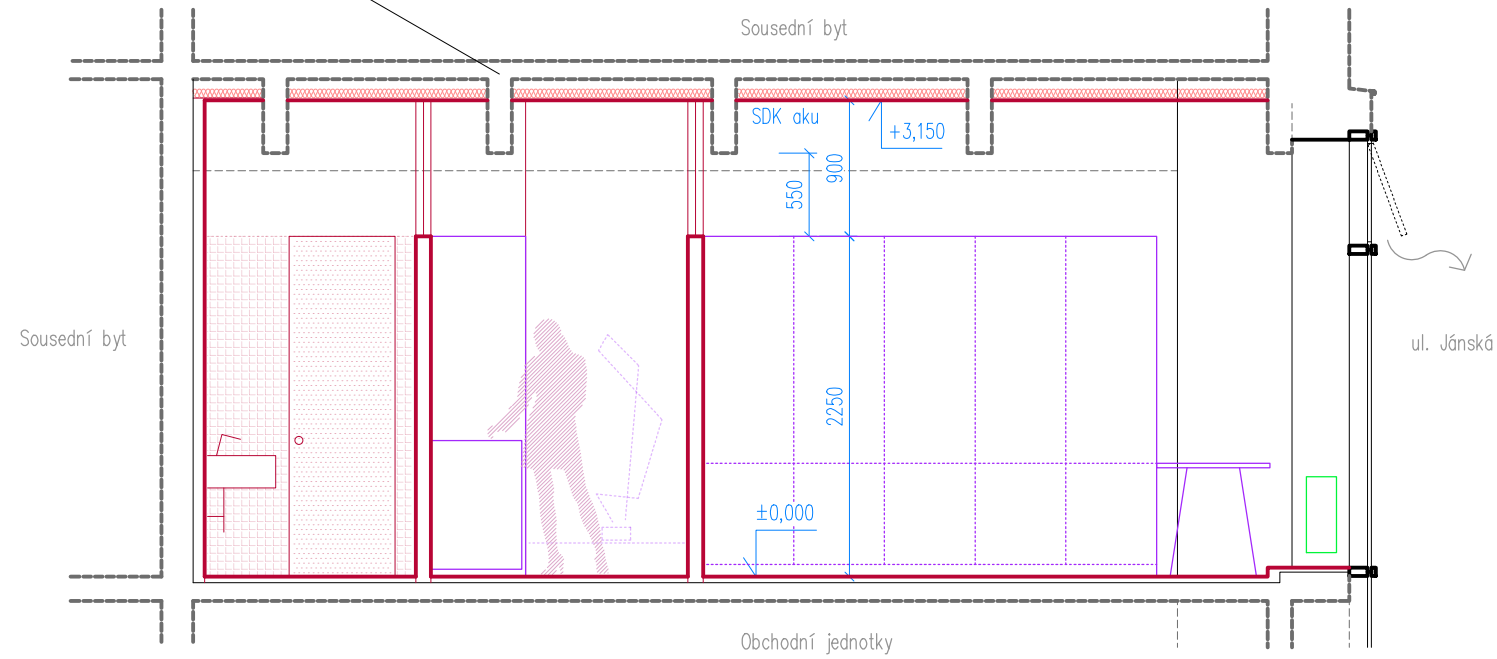 Sousední byt
SDK aku
+3,150
900
550
Sousední byt
ul. Jánská
2250
±0,000
Obchodní jednotky